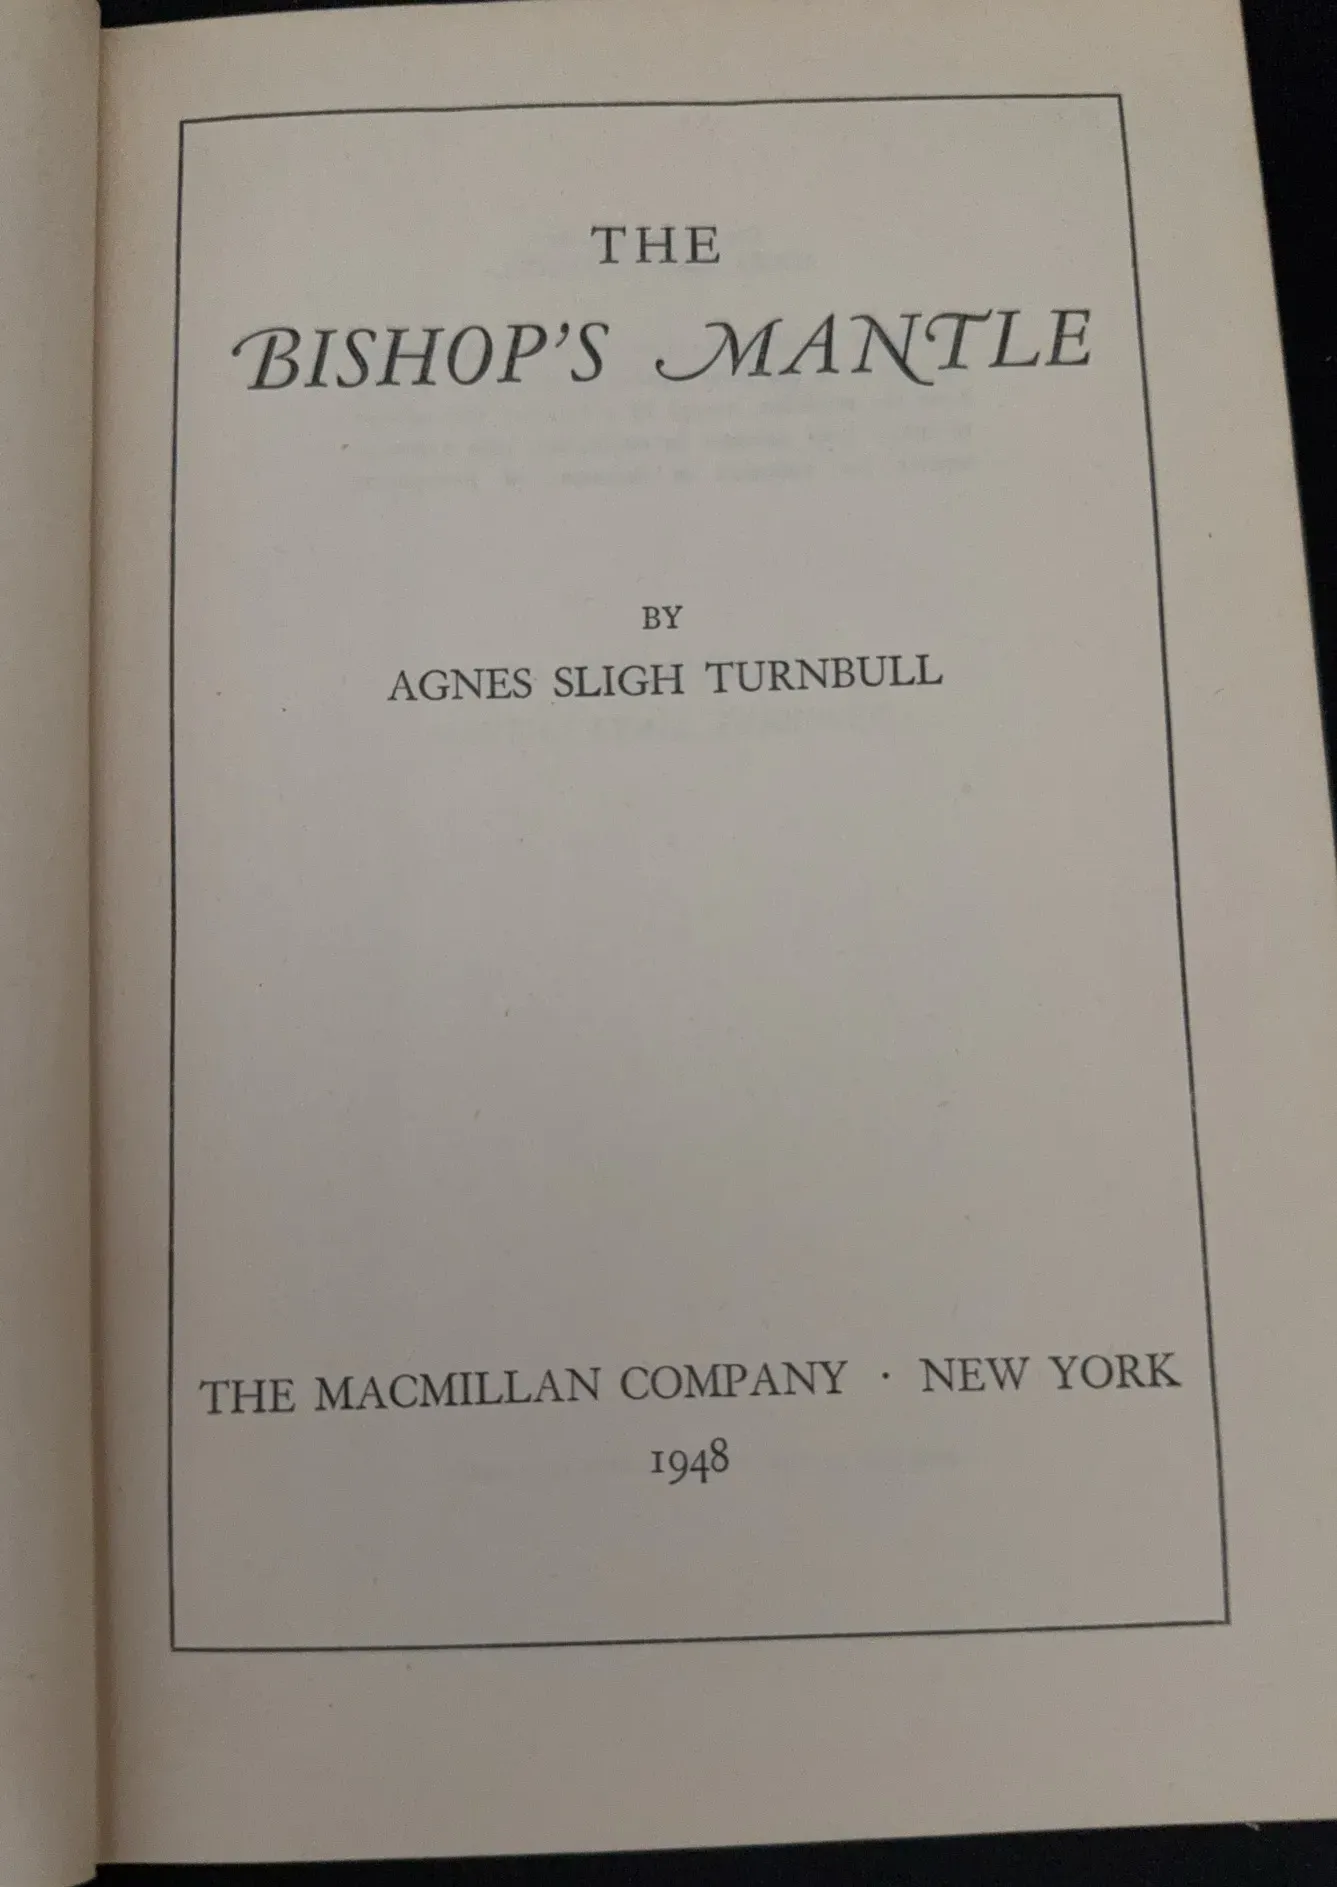 THE
BISHOP'S MANTLE
BY
AGNES SLIGH TURNBULL
THE MACMILLAN COMPANY · NEW YORK
1948